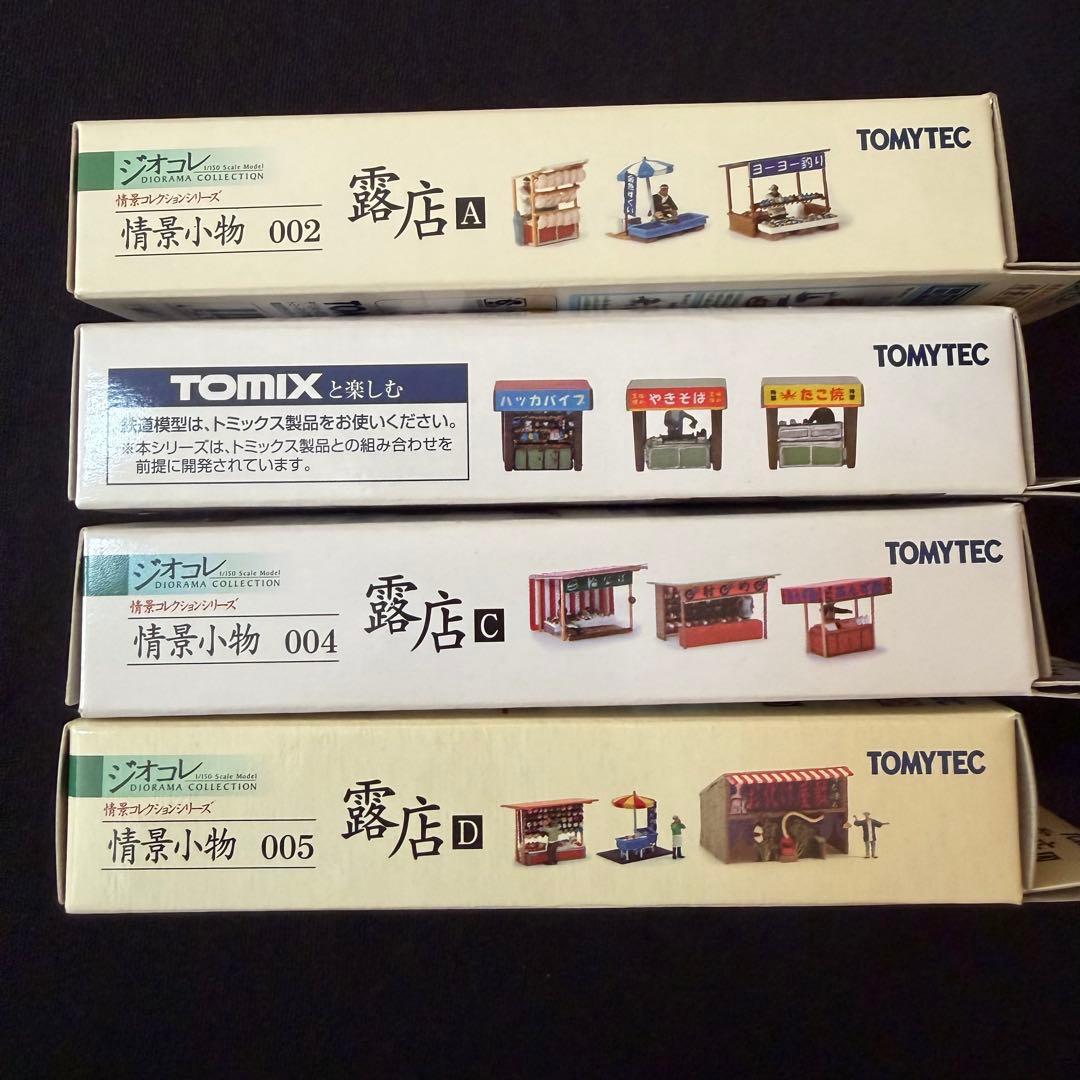 ジオコレ 1/150 Scale Model
DIORAMA COLLECTION
情景コレクションシリーズ
情景小物 002
露店 A
ヨーヨー釣り
TOMYTEC
TOMIX と楽しむ
鉄道模型は、トミックス製品をお使いください。
※本シリーズは、トミックス製品との組み合わせを
前提に開発されています。
ハッカパイプ
やきそば
たこ焼
TOMYTEC
ジオコレ 1/150 Scale Model
DIORAMA COLLECTION
情景コレクションシリーズ
情景小物 004
露店 C
TOMYTEC
ジオコレ 1/150 Scale Model
DIORAMA COLLECTION
情景コレクションシリーズ
情景小物 005
露店 D
TOMYTEC